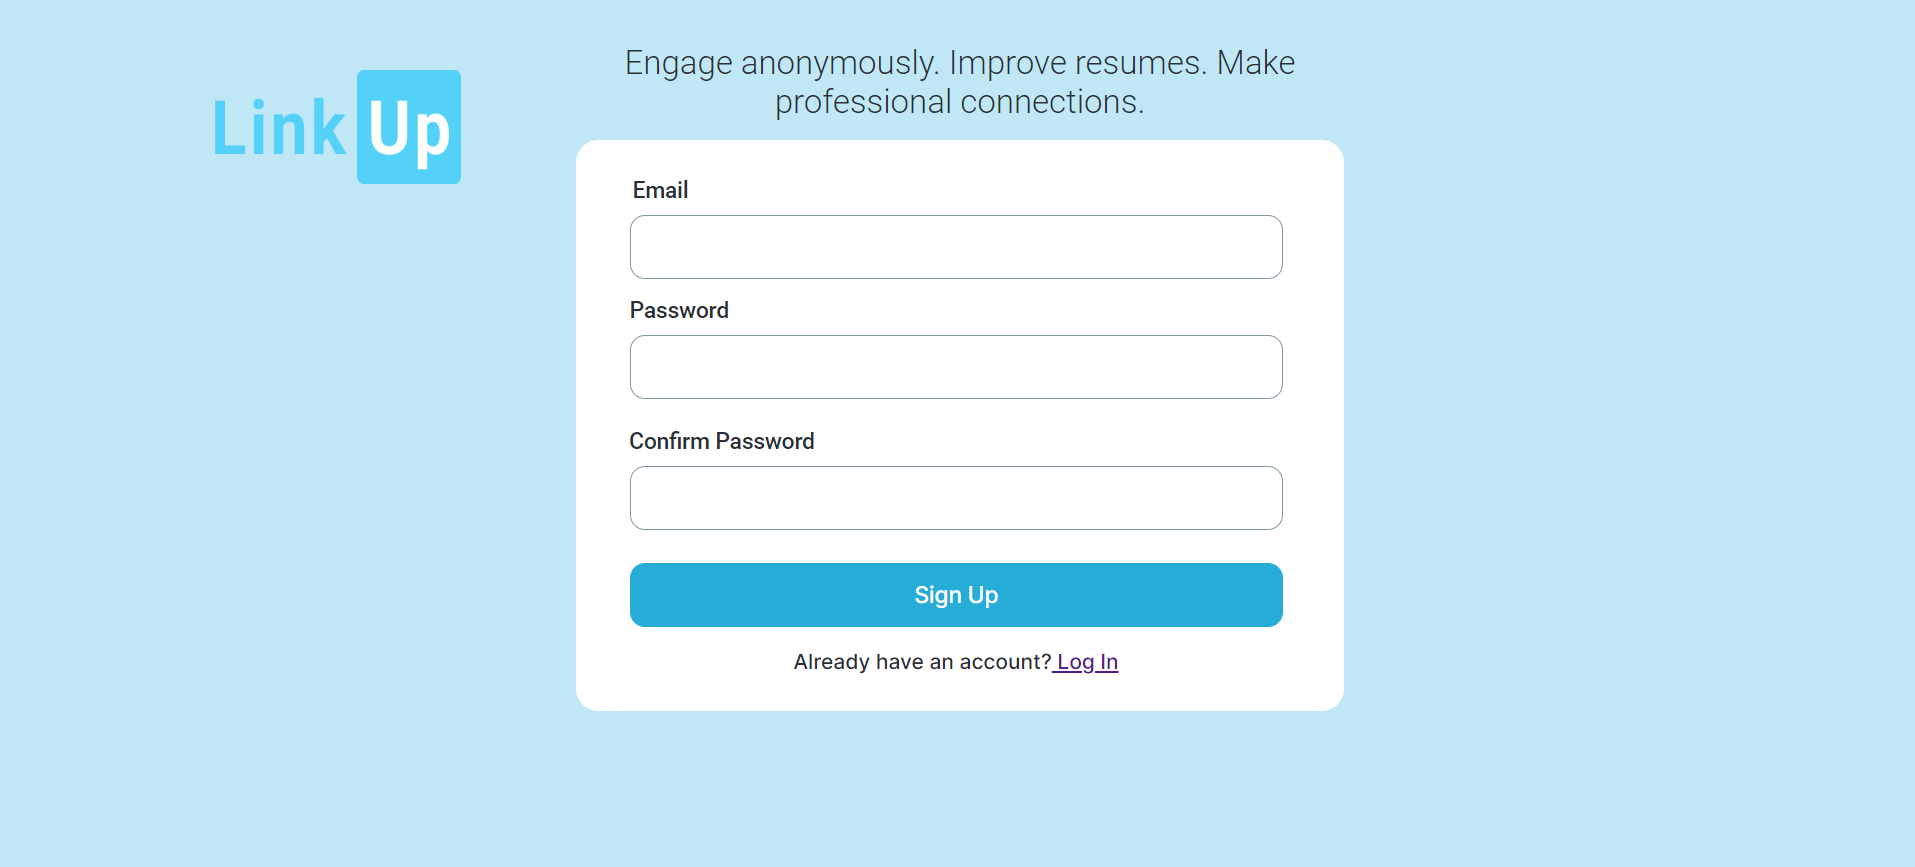 Link Up
Engage anonymously. Improve resumes. Make
professional connections.
Email
Password
Confirm Password
Sign Up
Already have an account? Log In